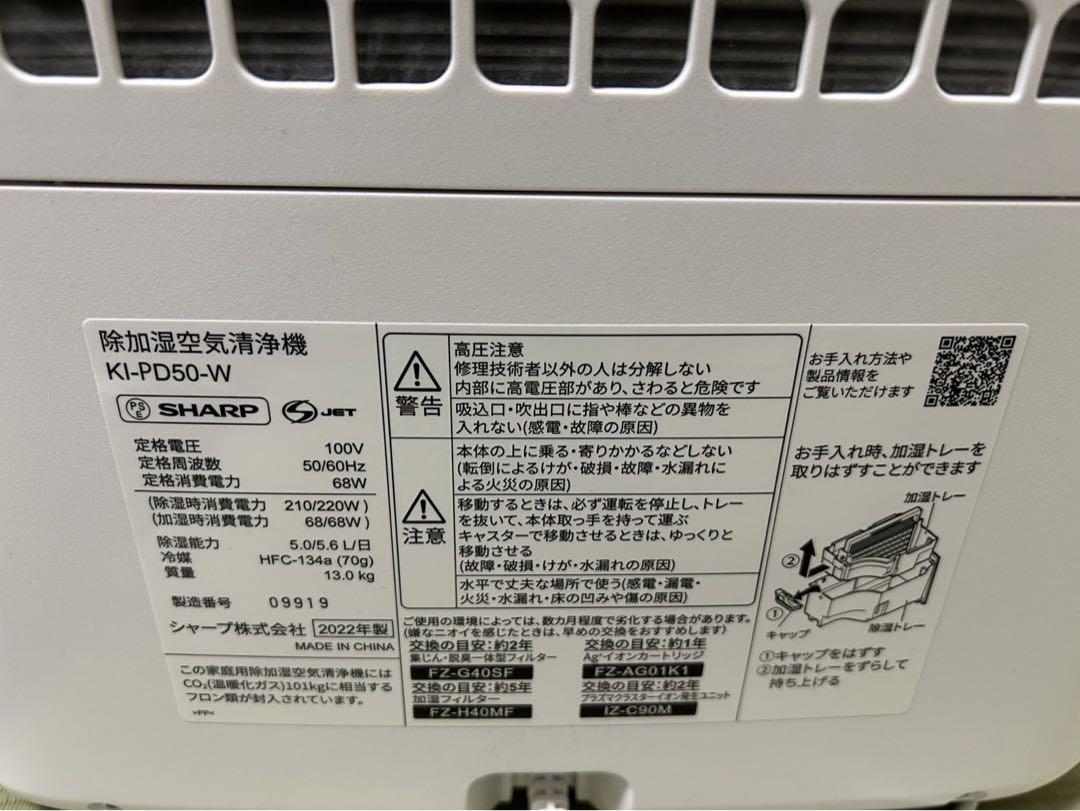 除加湿空気清浄機
KI-PD50-W
PSE SHARP S JET
定格電圧 100V
定格周波数 50/60Hz
定格消費電力 68W
(除湿時消費電力 210/220W)
(加湿時消費電力 68/68W)
除湿能力 5.0/5.6 L/日
冷媒 HFC-134a (70g)
質量 13.0 kg
製造番号 09919
シャープ株式会社 2022年製
MADE IN CHINA
この家庭用除加湿空気清浄機には
CO₂(温暖化ガス)101kgに相当する
フロン類が封入されています。
>PP<
警告
高圧注意
修理技術者以外の人は分解しない
内部に高電圧部があり、さわると危険です
吸込口・吹出口に指や棒などの異物を
入れない(感電・故障の原因)
注意
本体の上に乗る・寄りかかるなどしない
(転倒によるけが・破損・故障・水漏れに
よる火災の原因)
移動するときは、必ず運転を停止し、トレー
を抜いて、本体取っ手を持って運ぶ
キャスターで移動させるときは、ゆっくりと
移動させる
(故障・破損・けが・水漏れの原因)
水平で丈夫な場所で使う(感電・漏電・
火災・水漏れ・床の凹みや傷の原因)
ご使用の環境によっては、数カ月程度で劣化する場合があります。
(嫌なニオイを感じたときは、早めの交換をおすすめします)
交換の目安:約2年
集じん・脱臭一体型フィルター
FZ-G40SF
交換の目安:約5年
加湿フィルター
FZ-H40MF
交換の目安:約1年
Ag⁺イオンカートリッジ
FZ-AG01K1
交換の目安:約2年
プラズマクラスターイオン発生ユニット
IZ-C90M
お手入れ方法や
製品情報を
ご覧いただけます
お手入れ時、加湿トレーを
取りはずすことができます
加湿トレー
②
①
キャップ
除湿トレー
①キャップをはずす
②加湿トレーをずらして
持ち上げる